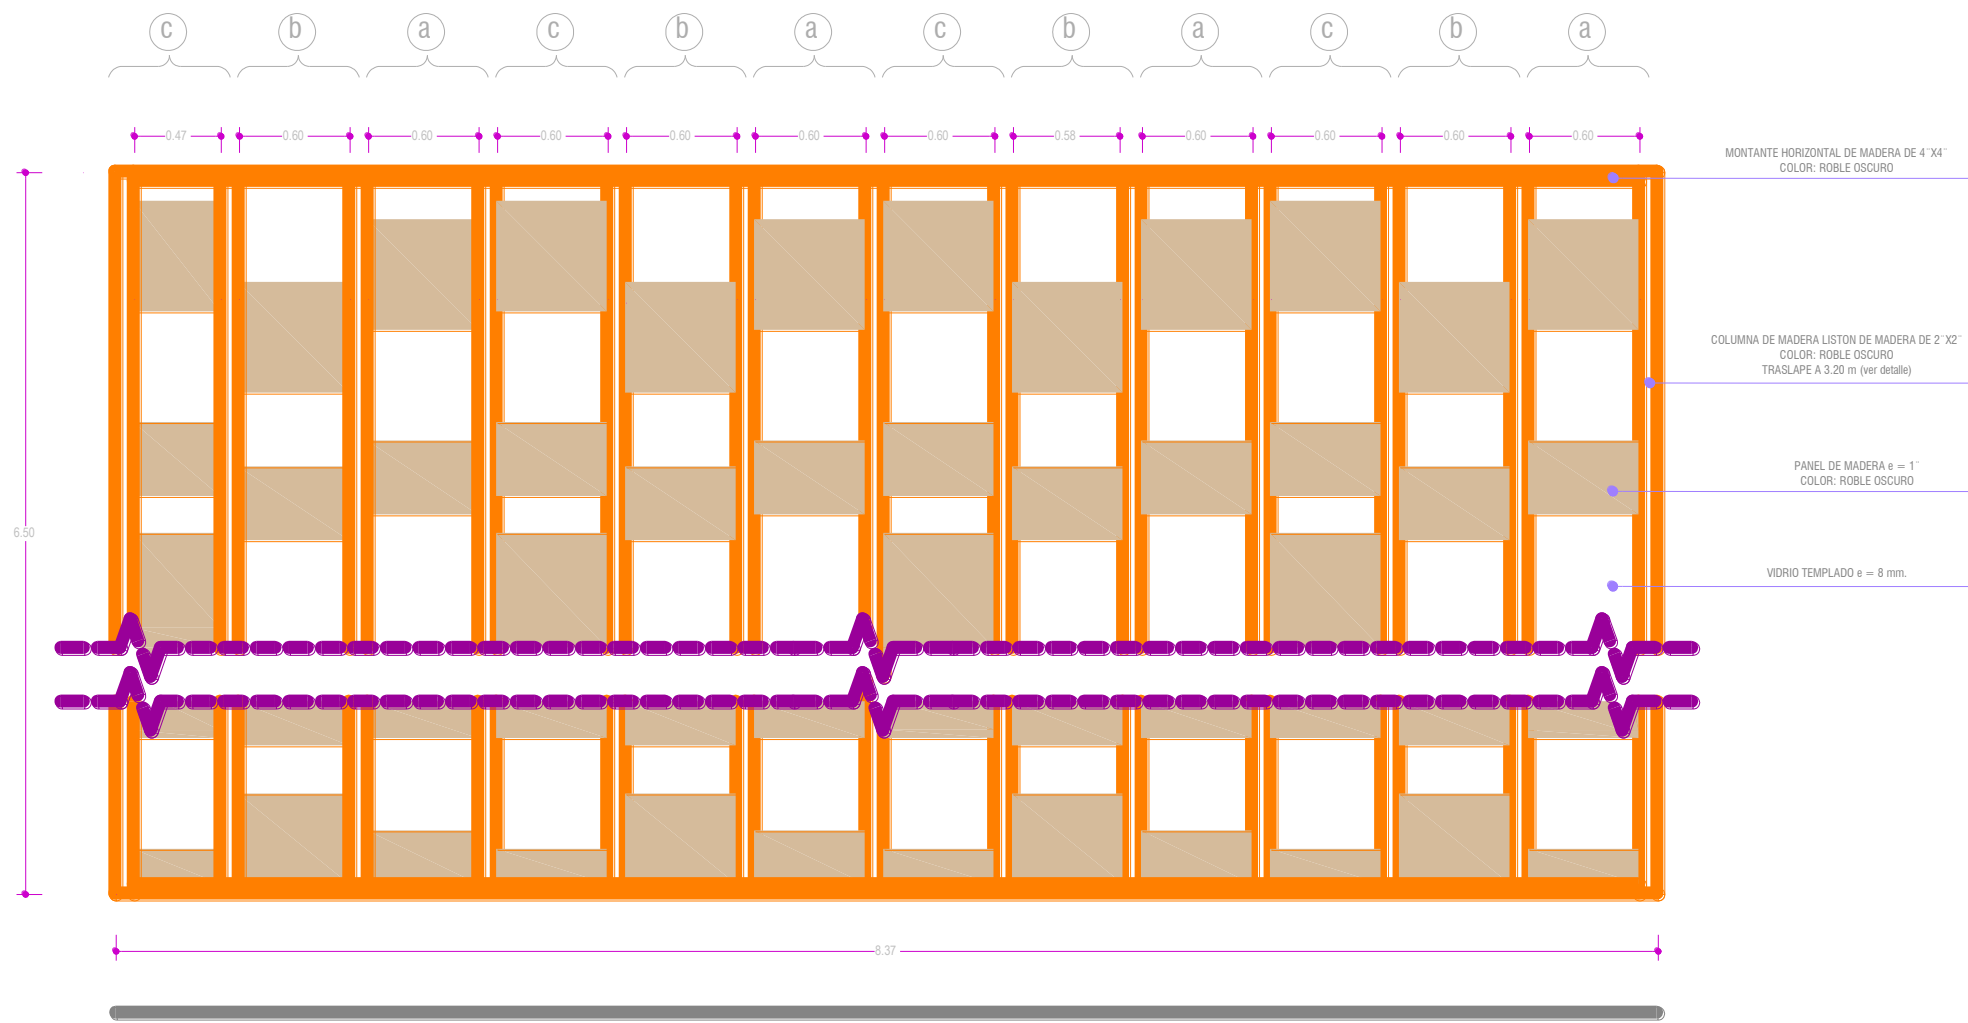 c b a c b a c b a c b a
0.47 0.60 0.60 0.60 0.60 0.60 0.60 0.58 0.60 0.60 0.60 0.60
MONTANTE HORIZONTAL DE MADERA DE 4¨X4¨
COLOR: ROBLE OSCURO
COLUMNA DE MADERA LISTON DE MADERA DE 2¨X2¨
COLOR: ROBLE OSCURO
TRASLAPE A 3.20 m (ver detalle)
PANEL DE MADERA e = 1¨
COLOR: ROBLE OSCURO
6.50
VIDRIO TEMPLADO e = 8 mm.
8.37